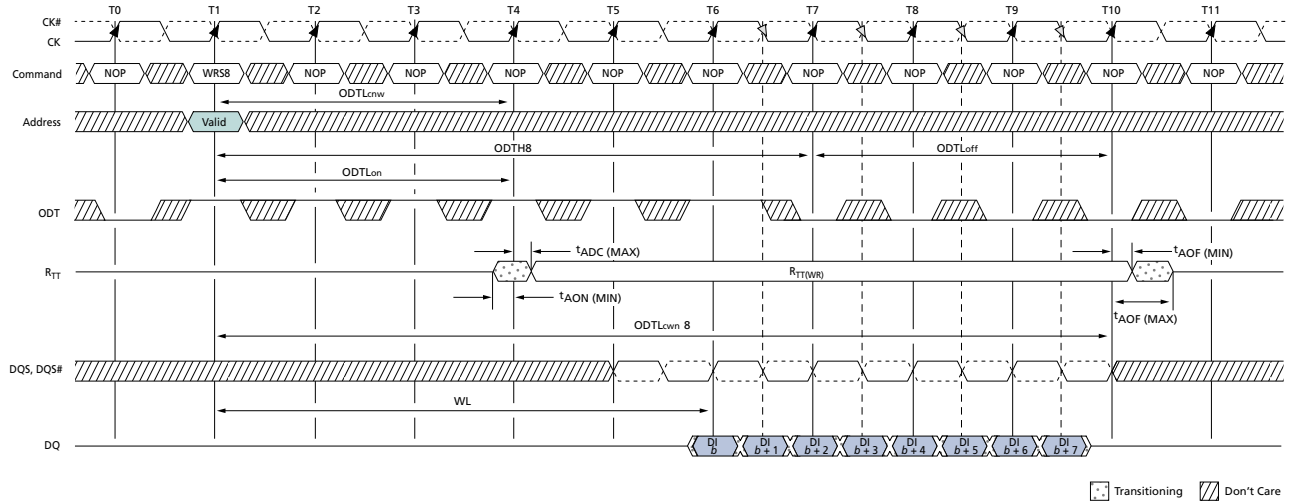 T0 T1 T2 T3 T4 T5 T6 T7 T8 T9 T10 T11
CK#
CK
Command NOP WRS8 NOP NOP NOP NOP NOP NOP NOP NOP NOP NOP
ODTLcnw
Address Valid
ODTH8 ODTLoff
ODTLon
ODT
tADC (MAX) tAOF (MIN)
RTT RTT(WR)
tAON (MIN)
tAOF (MAX)
ODTLcwn 8
DQS, DQS#
WL
DQ DI b DI b + 1 DI b + 2 DI b + 3 DI b + 4 DI b + 5 DI b + 6 DI b + 7
Transitioning Don't Care